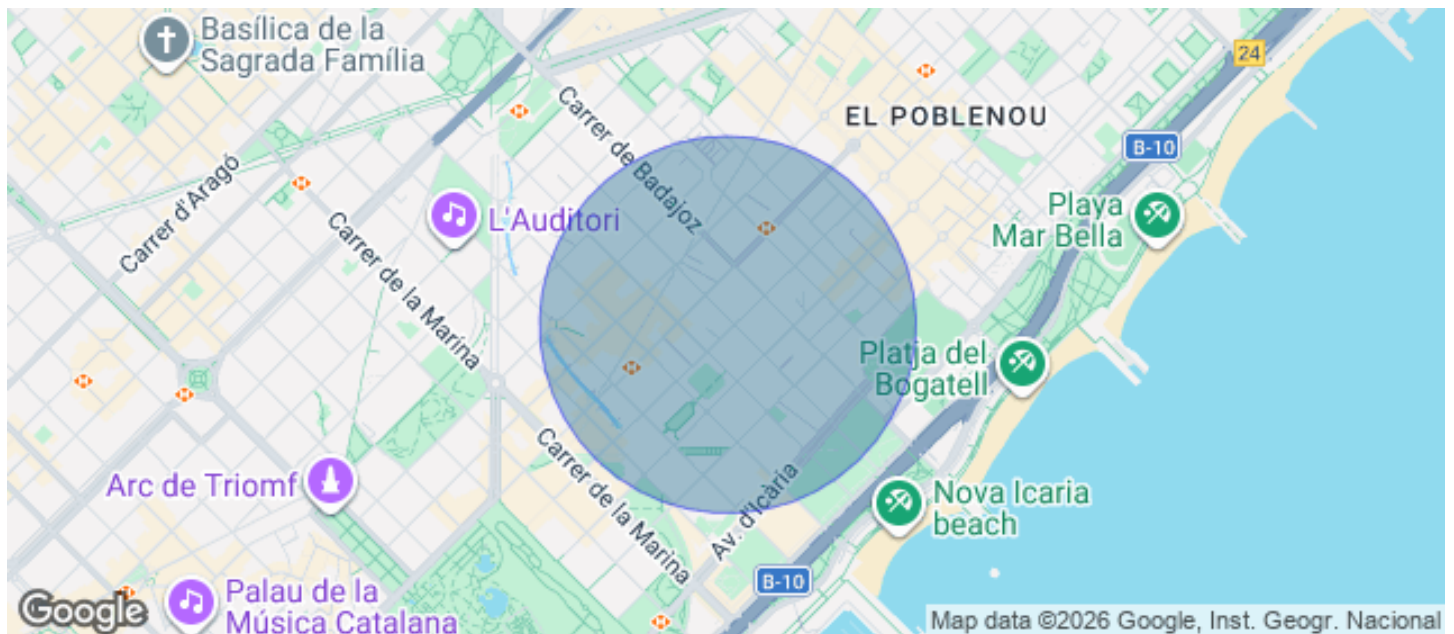 Basílica de la
Sagrada Família
24
Carrer de Badajoz
EL POBLENOU
B-10
Carrer d'Aragó
L'Auditori
Playa
Mar Bella
Carrer de la Marina
Platja del
Bogatell
Arc de Triomf
Carrer de la Marina
Av. d'Icària
Nova Icaria
beach
B-10
Palau de la
Música Catalana
Google
Map data ©2026 Google, Inst. Geogr. Nacional